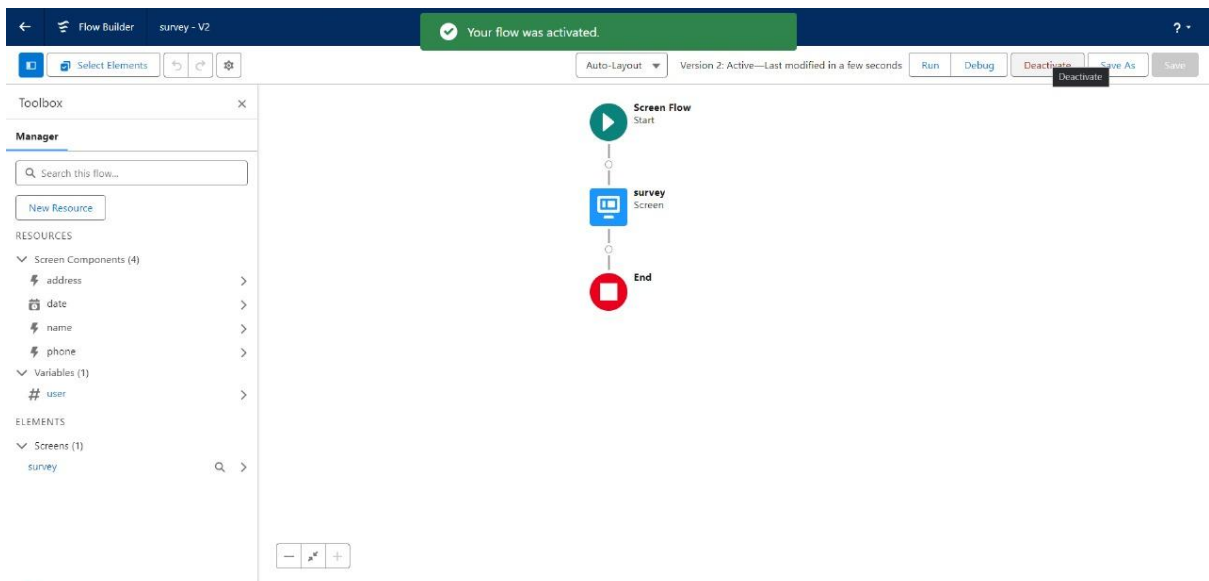 Flow Builder survey - V2
Your flow was activated.
? -
Select Elements
Auto-Layout Version 2: Active—Last modified in a few seconds Run Debug Deactivate Save As Save
Deactivate
Toolbox
Manager
Search this flow...
New Resource
RESOURCES
Screen Components (4)
address
date
name
phone
Variables (1)
# user
ELEMENTS
Screens (1)
survey
Screen Flow
Start
survey
Screen
End